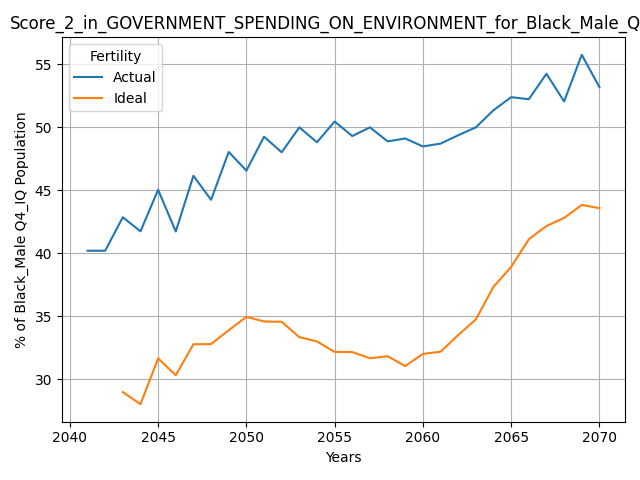 Score_2_in_GOVERNMENT_SPENDING_ON_ENVIRONMENT_for_Black_Male_Q
Fertility
Actual
Ideal
% of Black_Male Q4_IQ Population
55
50
45
40
35
30
2040 2045 2050 2055 2060 2065 2070
Years